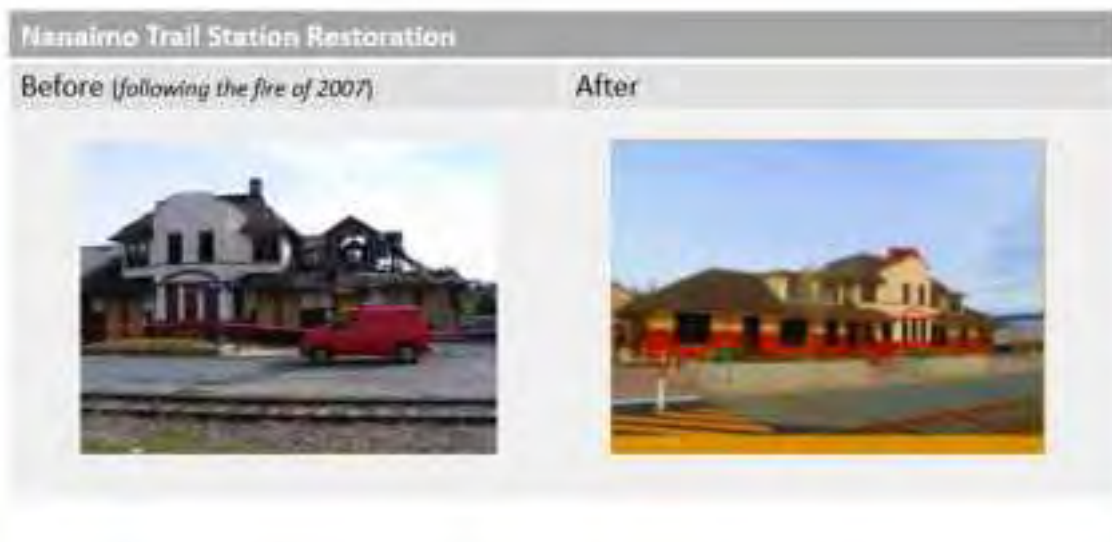 Nanaimo Trail Station Restoration
Before (following the fire of 2007)
After